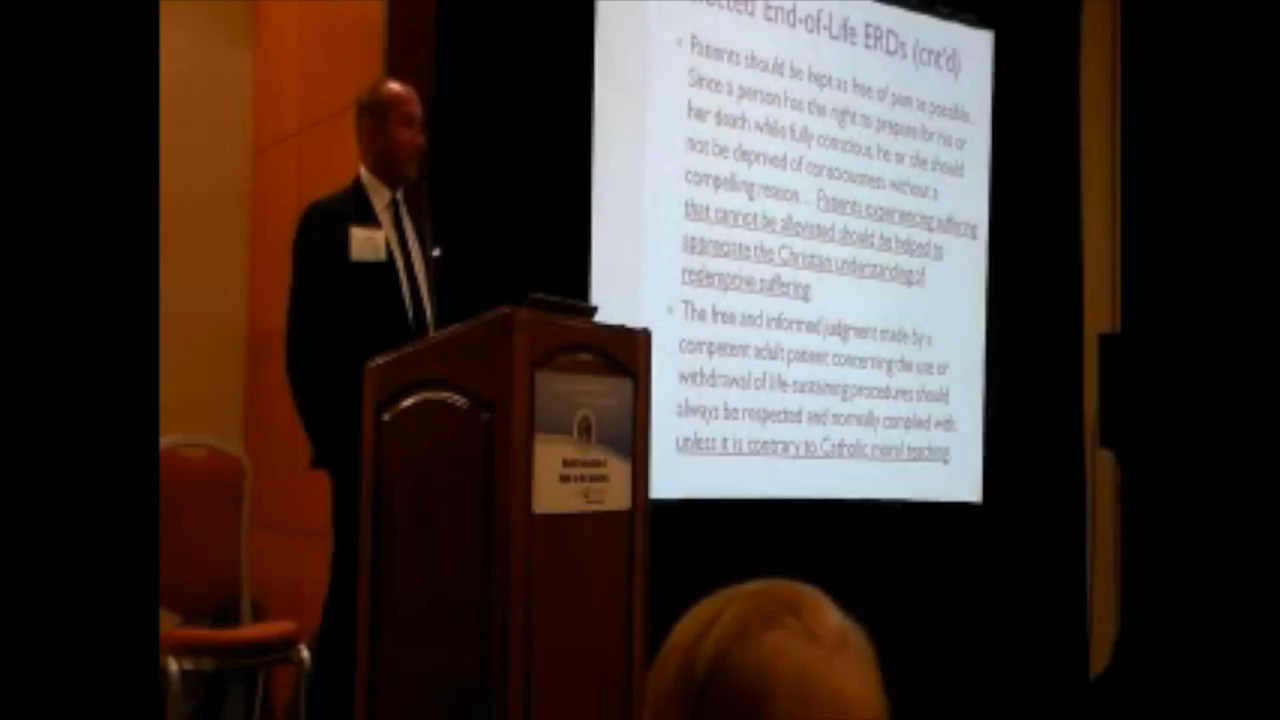 End-of-Life ERDs (cnt'd)
• Patients should be kept as free of pain as possible.
Since a person has the right to prepare for his or
her death while fully conscious, he or she should
not be deprived of consciousness without a
compelling reason... Patients experiencing suffering
that cannot be alleviated should be helped to
appreciate the Christian understanding of
redemptive suffering
• The free and informed judgment made by a
competent adult patient concerning the use or
withdrawal of life-sustaining procedures should
always be respected and normally complied with,
unless it is contrary to Catholic moral teaching.